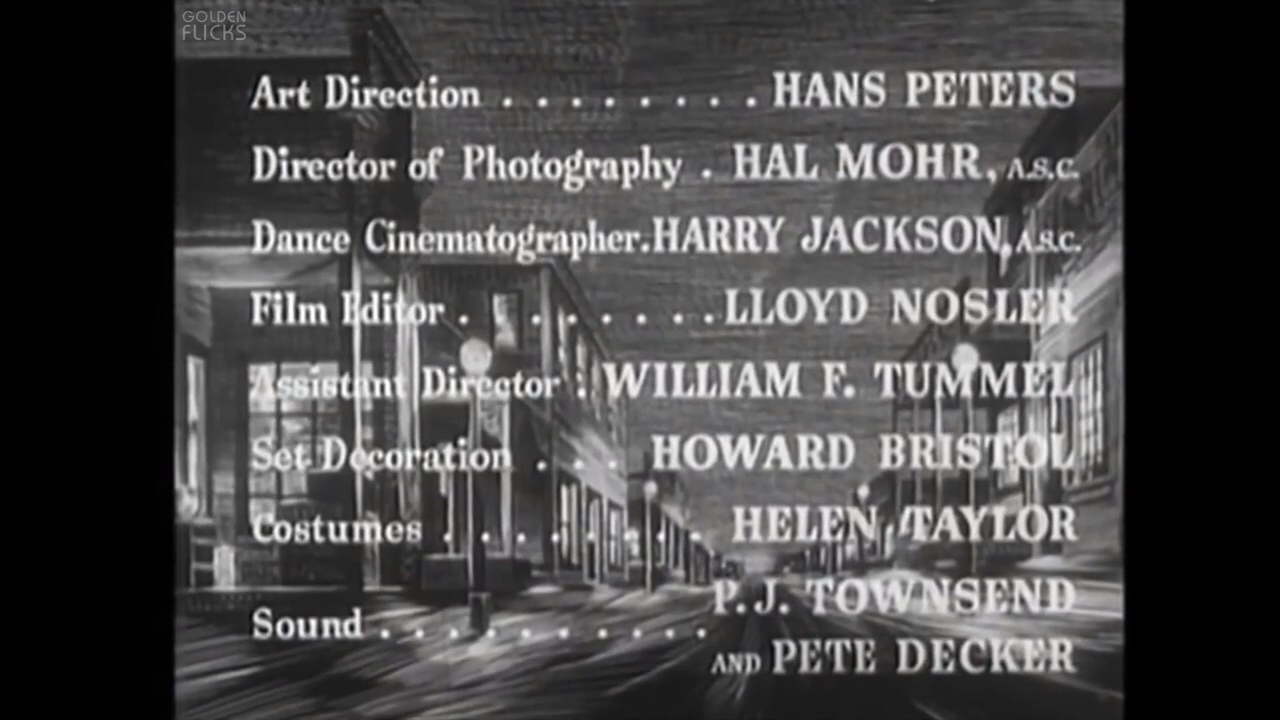 GOLDEN
FLICKS
Art Direction . . . . . . . . HANS PETERS
Director of Photography . HAL MOHR, A.S.C.
Dance Cinematographer.HARRY JACKSON, A.S.C.
Film Editor . . . . . . . . LLOYD NOSLER
Assistant Director . WILLIAM F. TUMMEL
Set Decoration . . . HOWARD BRISTOL
Costumes . . . . . . . . HELEN TAYLOR
Sound . . . . . . . . . . . P.J. TOWNSEND
AND PETE DECKER